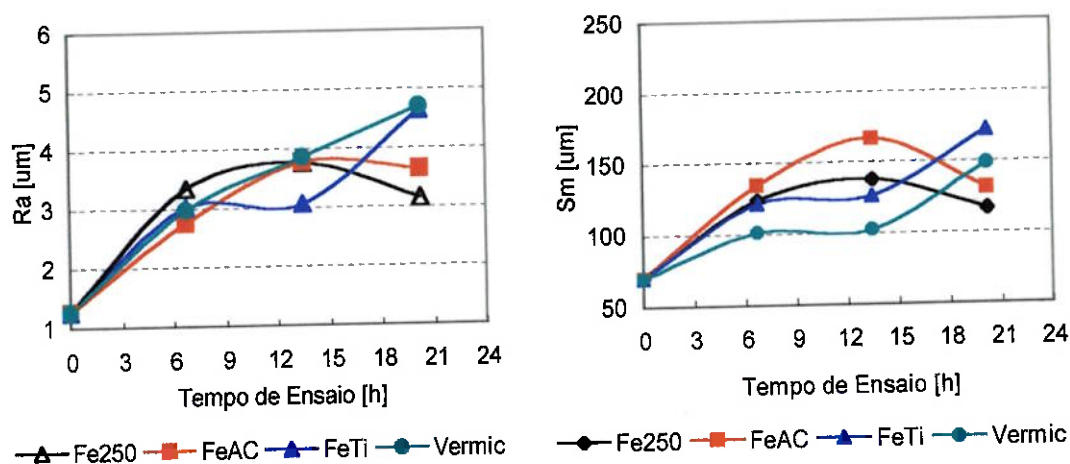 6
5
4
3
2
1
Ra [um]
0 3 6 9 12 15 18 21 24
Tempo de Ensaio [h]
Fe250 FeAC FeTi Vermic
250
200
150
100
50
Sm [um]
0 3 6 9 12 15 18 21 24
Tempo de Ensaio [h]
Fe250 FeAC FeTi Vermic